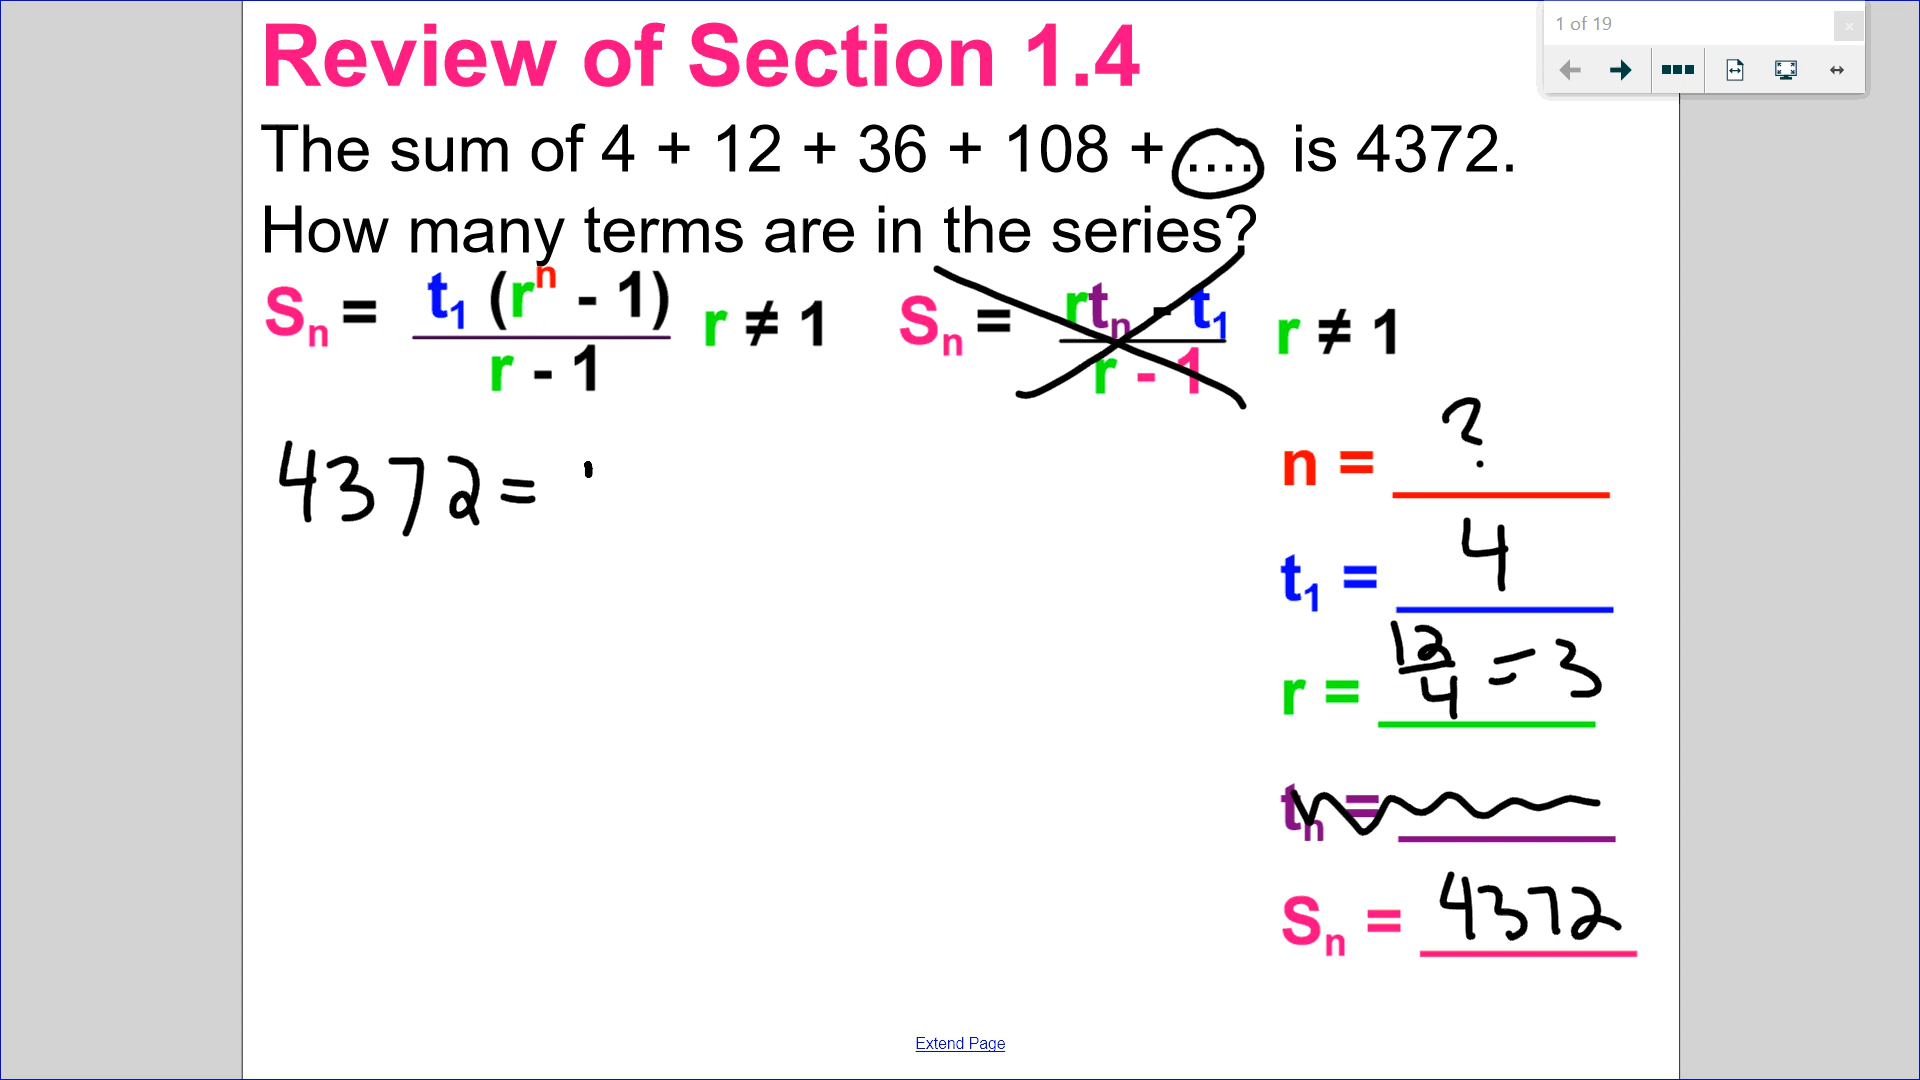 Review of Section 1.4
1 of 19
The sum of 4 + 12 + 36 + 108 + .... is 4372.
How many terms are in the series?
Sn = t1 (r^n - 1) / r - 1 r ≠ 1
Sn = rtn - t1 / r - 1 r ≠ 1
4372 =
n = ?
t1 = 4
r = 12/4 = 3
tn =
Sn = 4372
Extend Page